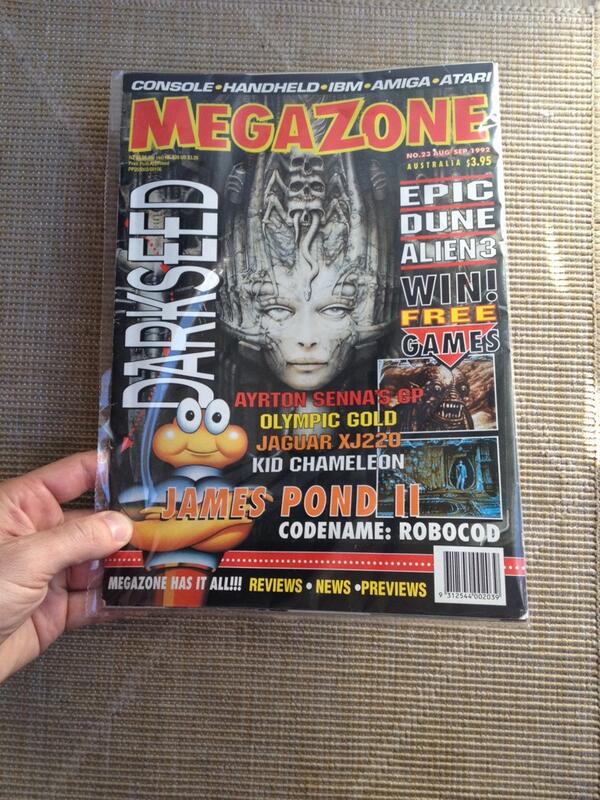 CONSOLE•HANDHELD•IBM•AMIGA•ATARI
MEGAZONE
NO.23 AUG/SEP 1992
AUSTRALIA $3.95
DARKSEED
EPIC
DUNE
ALIEN3
WIN!
FREE
GAMES
AYRTON SENNA'S GP
OLYMPIC GOLD
JAGUAR XJ220
KID CHAMELEON
JAMES POND II
CODENAME: ROBOCOD
MEGAZONE HAS IT ALL!!! REVIEWS • NEWS •PREVIEWS
9 312544 002039